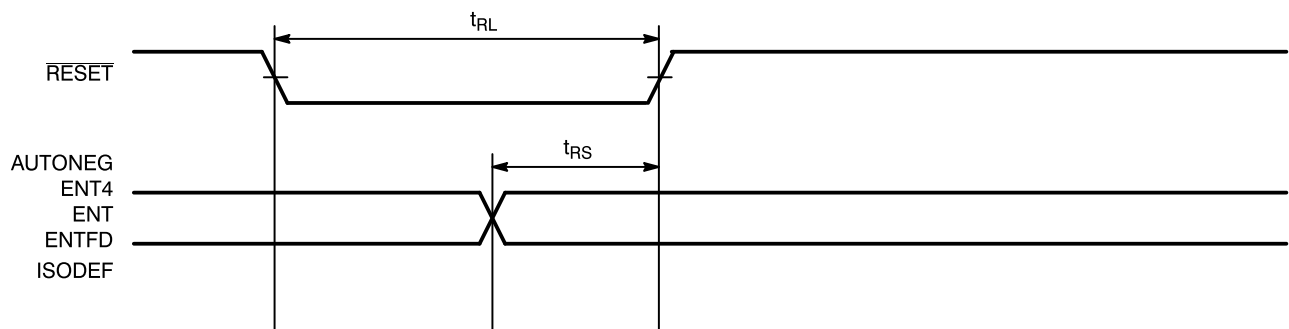 tRL
RESET
tRS
AUTONEG
ENT4
ENT
ENTFD
ISODEF